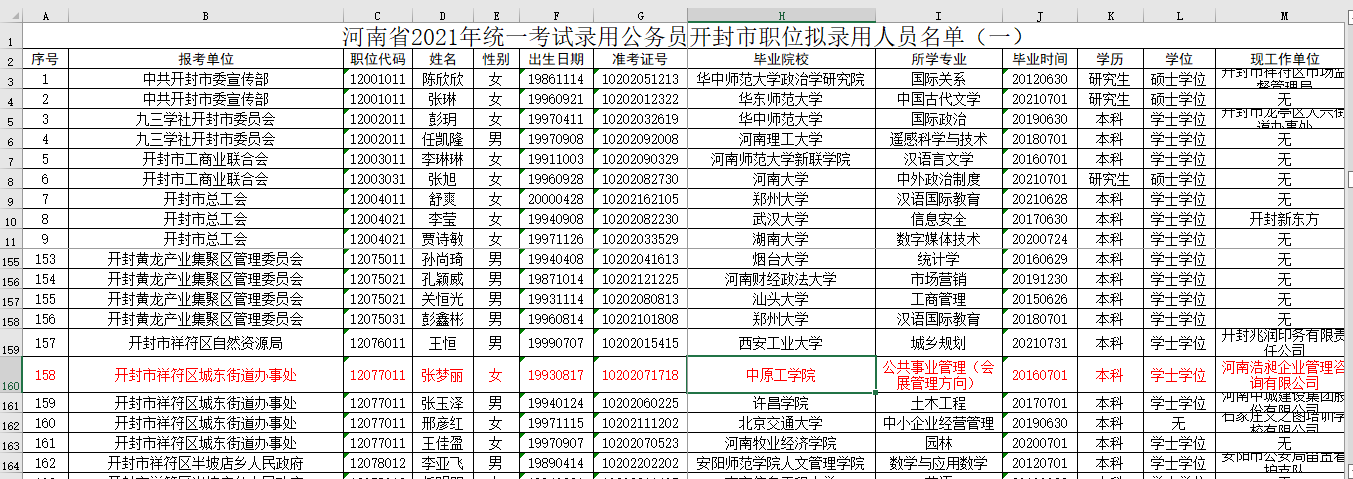 A B C D E F G H I J K L M
1 河南省2021年统一考试录用公务员开封市职位拟录用人员名单（一）
2 序号 报考单位 职位代码 姓名 性别 出生日期 准考证号 毕业院校 所学专业 毕业时间 学历 学位 现工作单位
3 1 中共开封市委宣传部 12001011 陈欣欣 女 19861114 10202051213 华中师范大学政治学研究院 国际关系 20120630 研究生 硕士学位 开封市祥符区市场监督管理局
4 2 中共开封市委宣传部 12001011 张琳 女 19960921 10202012322 华东师范大学 中国古代文学 20210701 研究生 硕士学位 无
5 3 九三学社开封市委员会 12002011 彭玥 女 19970411 10202032619 华中师范大学 国际政治 20190630 本科 学士学位 开封市龙亭区大兴街道办事处
6 4 九三学社开封市委员会 12002011 任凯隆 男 19970908 10202092008 河南理工大学 遥感科学与技术 20180701 本科 学士学位 无
7 5 开封市工商业联合会 12003011 李琳琳 女 19911003 10202090329 河南师范大学新联学院 汉语言文学 20160701 本科 学士学位 无
8 6 开封市工商业联合会 12003031 张旭 女 19960928 10202082730 河南大学 中外政治制度 20210701 研究生 硕士学位 无
9 7 开封市总工会 12004011 舒爽 女 20000428 10202162105 郑州大学 汉语国际教育 20210628 本科 学士学位 无
10 8 开封市总工会 12004021 李莹 女 19940908 10202082230 武汉大学 信息安全 20170630 本科 学士学位 开封新东方
11 9 开封市总工会 12004021 贾诗敏 女 19971126 10202033529 湖南大学 数字媒体技术 20200724 本科 学士学位 无
155 153 开封黄龙产业集聚区管理委员会 12075011 孙尚琦 男 19940408 10202041613 烟台大学 统计学 20160629 本科 学士学位 无
156 154 开封黄龙产业集聚区管理委员会 12075021 孔颖威 男 19871014 10202121225 河南财经政法大学 市场营销 20191230 本科 学士学位 无
157 155 开封黄龙产业集聚区管理委员会 12075021 关恒光 男 19931114 10202080813 汕头大学 工商管理 20150626 本科 学士学位 无
158 156 开封黄龙产业集聚区管理委员会 12075031 彭鑫彬 男 19960814 10202101808 郑州大学 汉语国际教育 20180701 本科 学士学位 无
159 157 开封市祥符区自然资源局 12076011 王恒 男 19990707 10202015415 西安工业大学 城乡规划 20210731 本科 学士学位 开封兆润印务有限责任公司
160 158 开封市祥符区城东街道办事处 12077011 张梦丽 女 19930817 10202071718 中原工学院 公共事业管理（会展管理方向） 20160701 本科 学士学位 河南浩昶企业管理咨询有限公司
161 159 开封市祥符区城东街道办事处 12077011 张玉泽 男 19940124 10202060225 许昌学院 土木工程 20170701 本科 学士学位 河南中城建设集团股份有限公司
162 160 开封市祥符区城东街道办事处 12077011 邢彦红 女 19971115 10202111202 北京交通大学 中小企业经营管理 20190630 本科 无
163 161 开封市祥符区城东街道办事处 12077011 王佳盈 女 19970907 10202070523 河南牧业经济学院 园林 20200701 本科 学士学位 无
164 162 开封市祥符区半坡店乡人民政府 12078012 李亚飞 男 19890414 10202202202 安阳师范学院人文管理学院 数学与应用数学 20120701 本科 学士学位